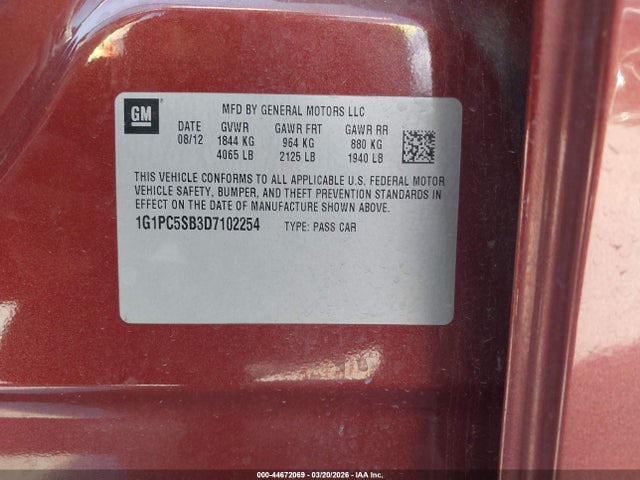 GM
MFD BY GENERAL MOTORS LLC
DATE GVWR GAWR FRT GAWR RR
08/12 1844 KG 964 KG 880 KG
4065 LB 2125 LB 1940 LB
THIS VEHICLE CONFORMS TO ALL APPLICABLE U.S. FEDERAL MOTOR
VEHICLE SAFETY, BUMPER, AND THEFT PREVENTION STANDARDS IN
EFFECT ON THE DATE OF MANUFACTURE SHOWN ABOVE.
1G1PC5SB3D7102254 TYPE: PASS CAR
000-44672069 | 03/20/2026 - IAA Inc.